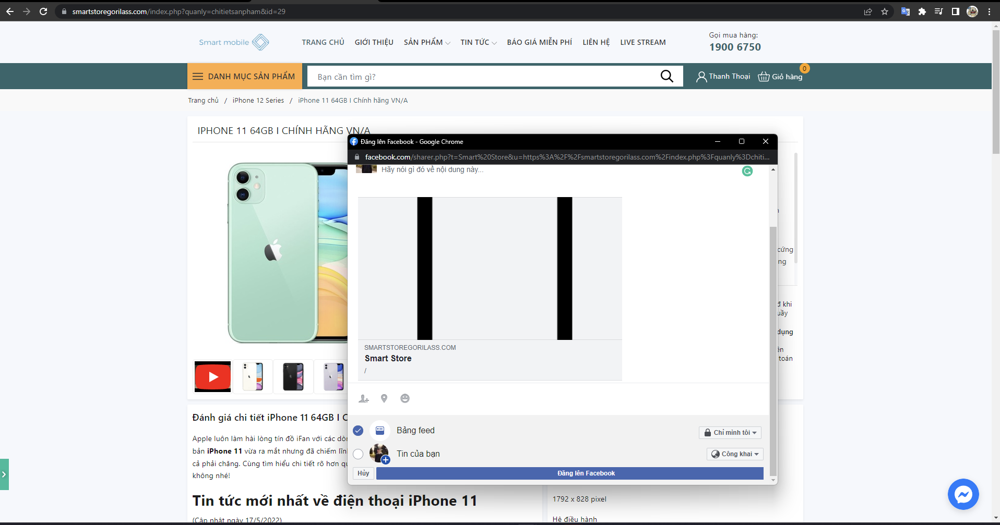 smartstoregorilass.com/index.php?quanly=chitietsanpham&id=29
Smart mobile
TRANG CHỦ
GIỚI THIỆU
SẢN PHẨM
TIN TỨC
BÁO GIÁ MIỄN PHÍ
LIÊN HỆ
LIVE STREAM
Gọi mua hàng:
1900 6750
DANH MỤC SẢN PHẨM
Bạn cần tìm gì?
Thanh Thoại
0
Giỏ hàng
Trang chủ / iPhone 12 Series / iPhone 11 64GB I Chính hãng VN/A
IPHONE 11 64GB I CHÍNH HÃNG VN/A
Đăng lên Facebook - Google Chrome
facebook.com/sharer.php?t=Smart%20Store&u=https%3A%2F%2Fsmartstoregorilass.com%2Findex.php%3Fquanly%3Dchiti...
Hãy nói gì đó về nội dung này...
SMARTSTOREGORILASS.COM
Smart Store
/
Bảng feed
Chỉ mình tôi
Tin của bạn
Công khai
Hủy
Đăng lên Facebook
cứng
ng
đ khi
uầy
dụng
ên
toán
Đánh giá chi tiết iPhone 11 64GB I C
Apple luôn làm hài lòng tín đồ iFan với các dòn
bản iPhone 11 vừa ra mắt nhưng đã chiếm lĩn
cả phải chăng. Cùng tìm hiểu chi tiết rõ hơn qu
không nhé!
Tin tức mới nhất về điện thoại iPhone 11
(Cập nhật ngày 17/5/2022)
1792 x 828 pixel
Hệ điều hành